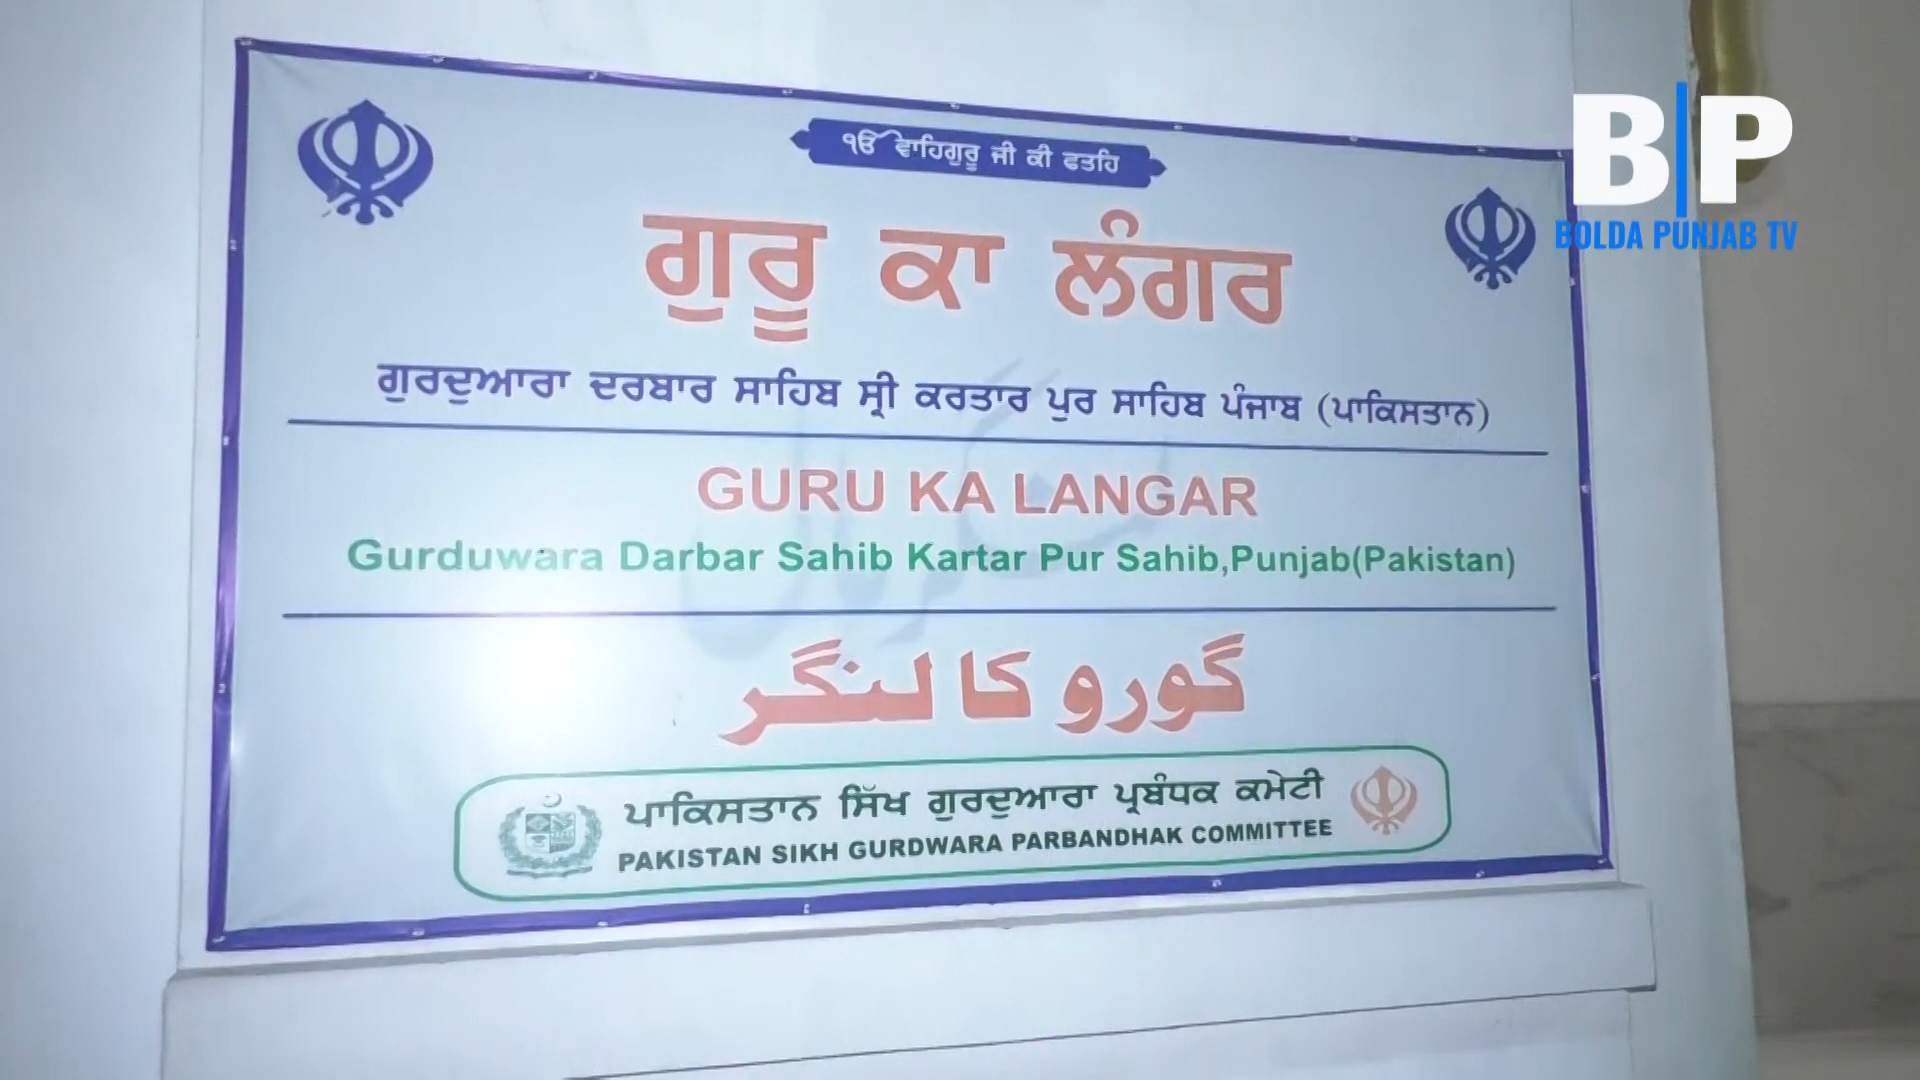 ੴ ਵਾਹਿਗੁਰੂ ਜੀ ਕੀ ਫਤਹਿ
B|P
BOLDA PUNJAB TV
ਗੁਰੂ ਕਾ ਲੰਗਰ
ਗੁਰਦੁਆਰਾ ਦਰਬਾਰ ਸਾਹਿਬ ਸ੍ਰੀ ਕਰਤਾਰ ਪੁਰ ਸਾਹਿਬ ਪੰਜਾਬ (ਪਾਕਿਸਤਾਨ)
GURU KA LANGAR
Gurduwara Darbar Sahib Kartar Pur Sahib,Punjab(Pakistan)
گورو کا لنگر
ਪਾਕਿਸਤਾਨ ਸਿੱਖ ਗੁਰਦੁਆਰਾ ਪ੍ਰਬੰਧਕ ਕਮੇਟੀ
PAKISTAN SIKH GURDWARA PARBANDHAK COMMITTEE